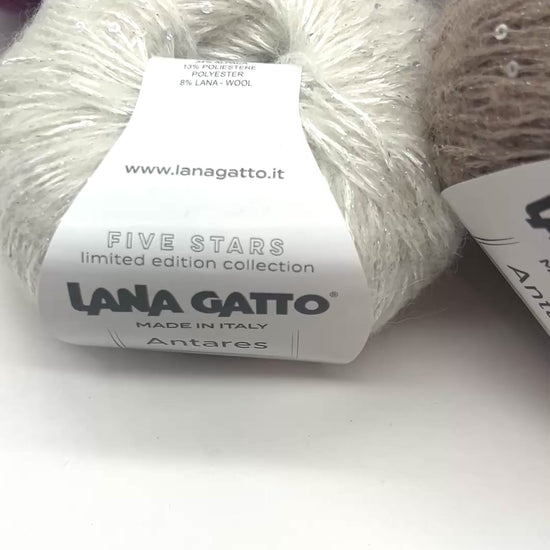 13% POLIESTERE
POLYESTER
8% LANA - WOOL
www.lanagatto.it
FIVE STARS
limited edition collection
LANA GATTO®
MADE IN ITALY
Antares